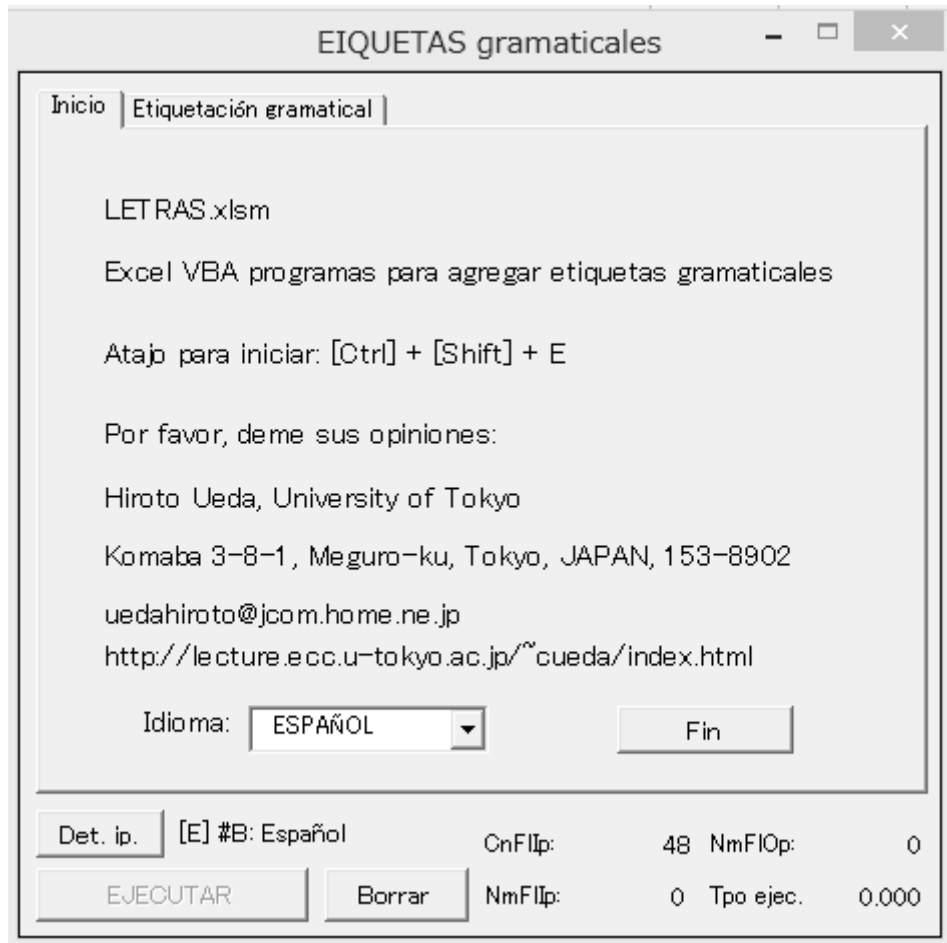 EIQUETAS gramaticales
Inicio Etiquetación gramatical
LETRAS.xlsm
Excel VBA programas para agregar etiquetas gramaticales
Atajo para iniciar: [Ctrl] + [Shift] + E
Por favor, deme sus opiniones:
Hiroto Ueda, University of Tokyo
Komaba 3-8-1, Meguro-ku, Tokyo, JAPAN, 153-8902
uedahiroto@jcom.home.ne.jp
http://lecture.ecc.u-tokyo.ac.jp/~cueda/index.html
Idioma: ESPAÑOL Fin
Det. ip. [E] #B: Español CnFlIp: 48 NmFlOp: 0
EJECUTAR Borrar NmFlIp: 0 Tpo ejec. 0.000